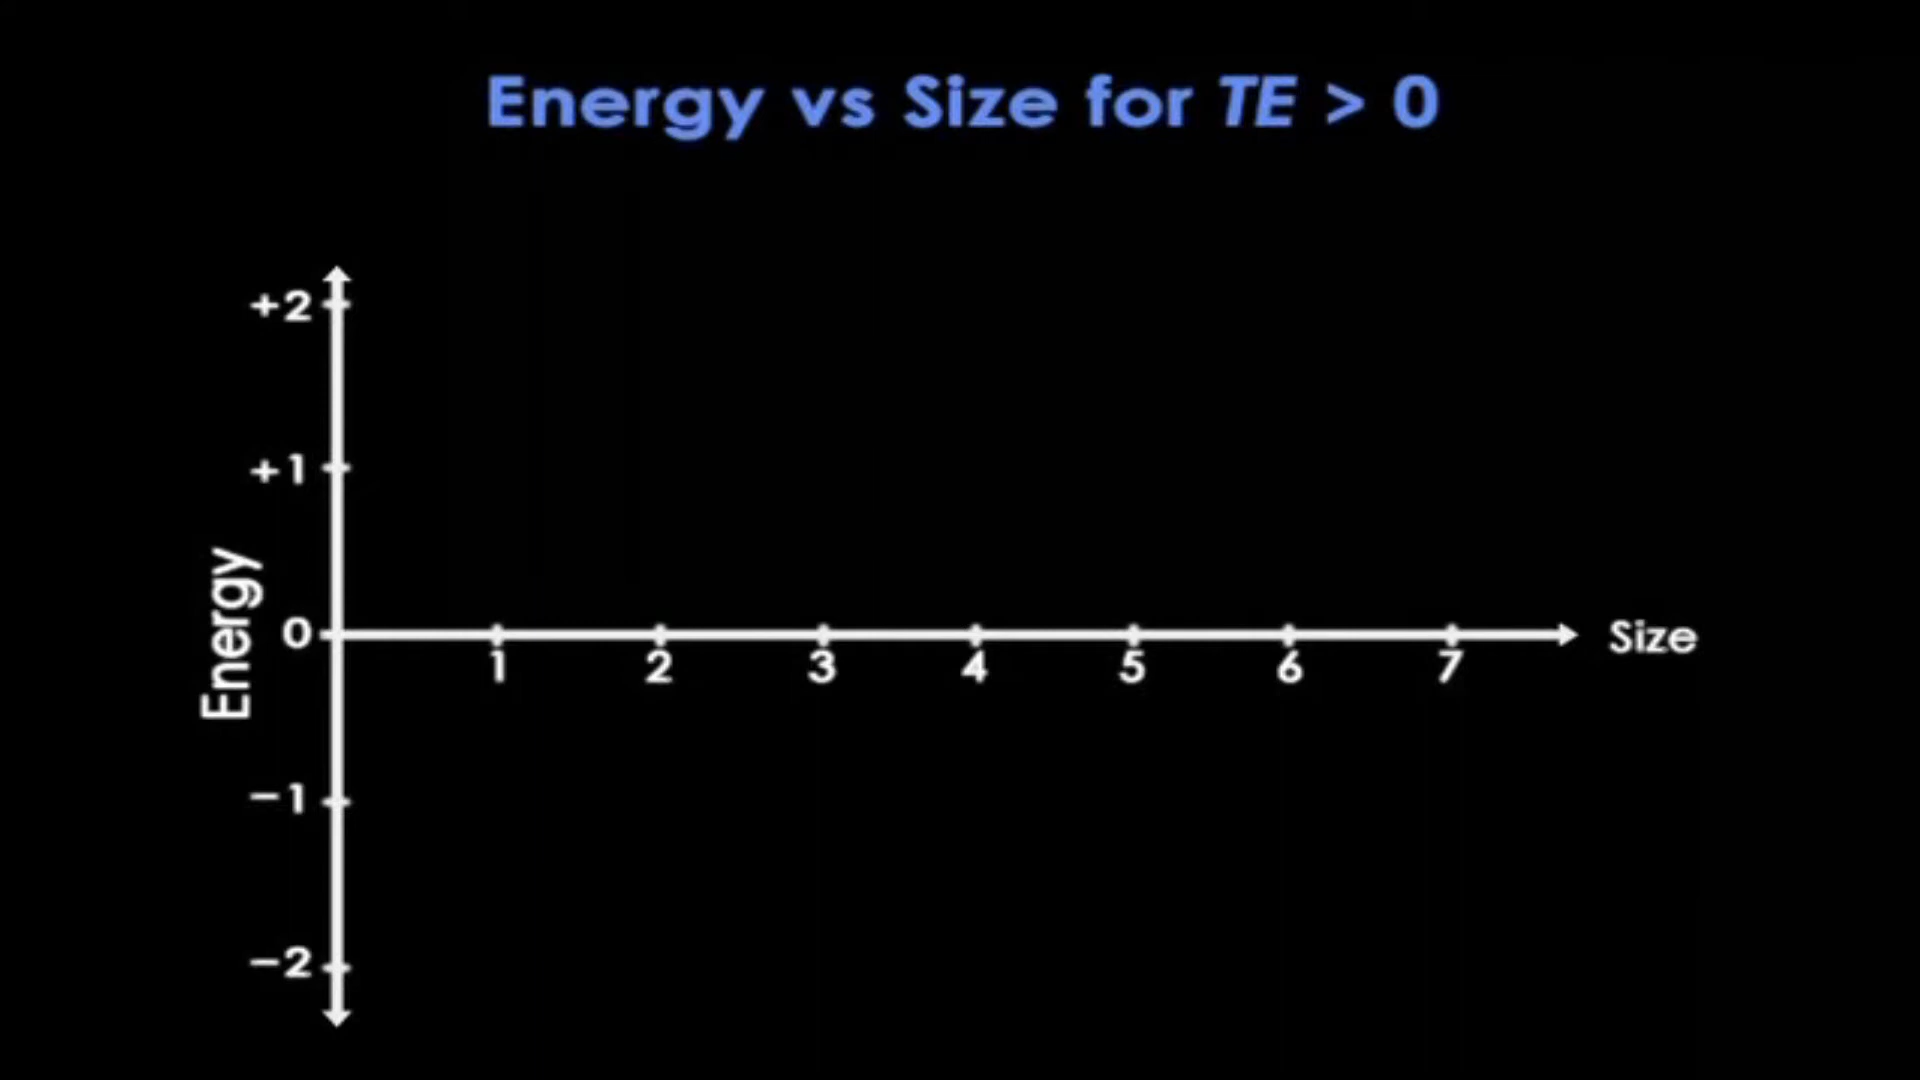 Energy vs Size for TE > 0
+2
+1
Energy
0
Size
1 2 3 4 5 6 7
−1
−2